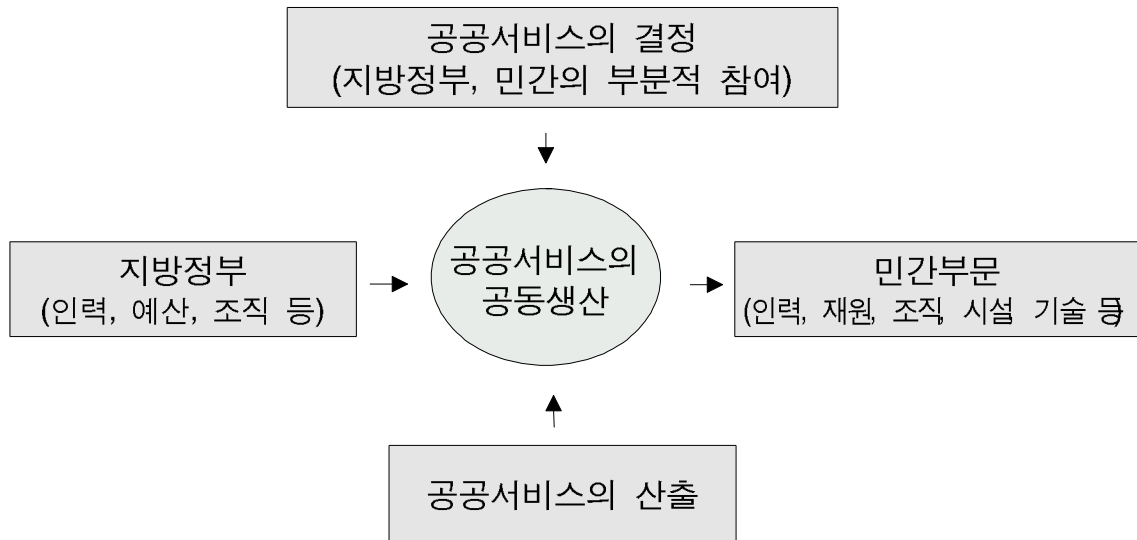 공공서비스의 결정
(지방정부, 민간의 부분적 참여)
지방정부
(인력, 예산, 조직 등)
공공서비스의
공동생산
민간부문
(인력, 재원, 조직, 시설, 기술 등)
공공서비스의 산출